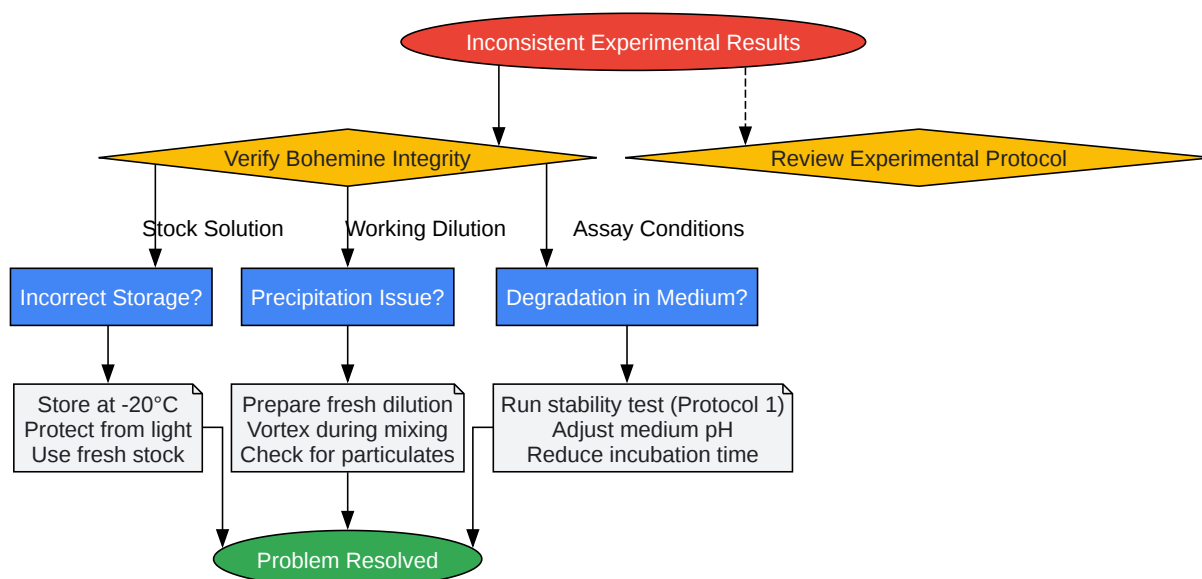 Inconsistent Experimental Results
Verify Bohemine Integrity
Review Experimental Protocol
Stock Solution
Working Dilution
Assay Conditions
Incorrect Storage?
Precipitation Issue?
Degradation in Medium?
Store at -20°C
Protect from light
Use fresh stock
Prepare fresh dilution
Vortex during mixing
Check for particulates
Run stability test (Protocol 1)
Adjust medium pH
Reduce incubation time
Problem Resolved